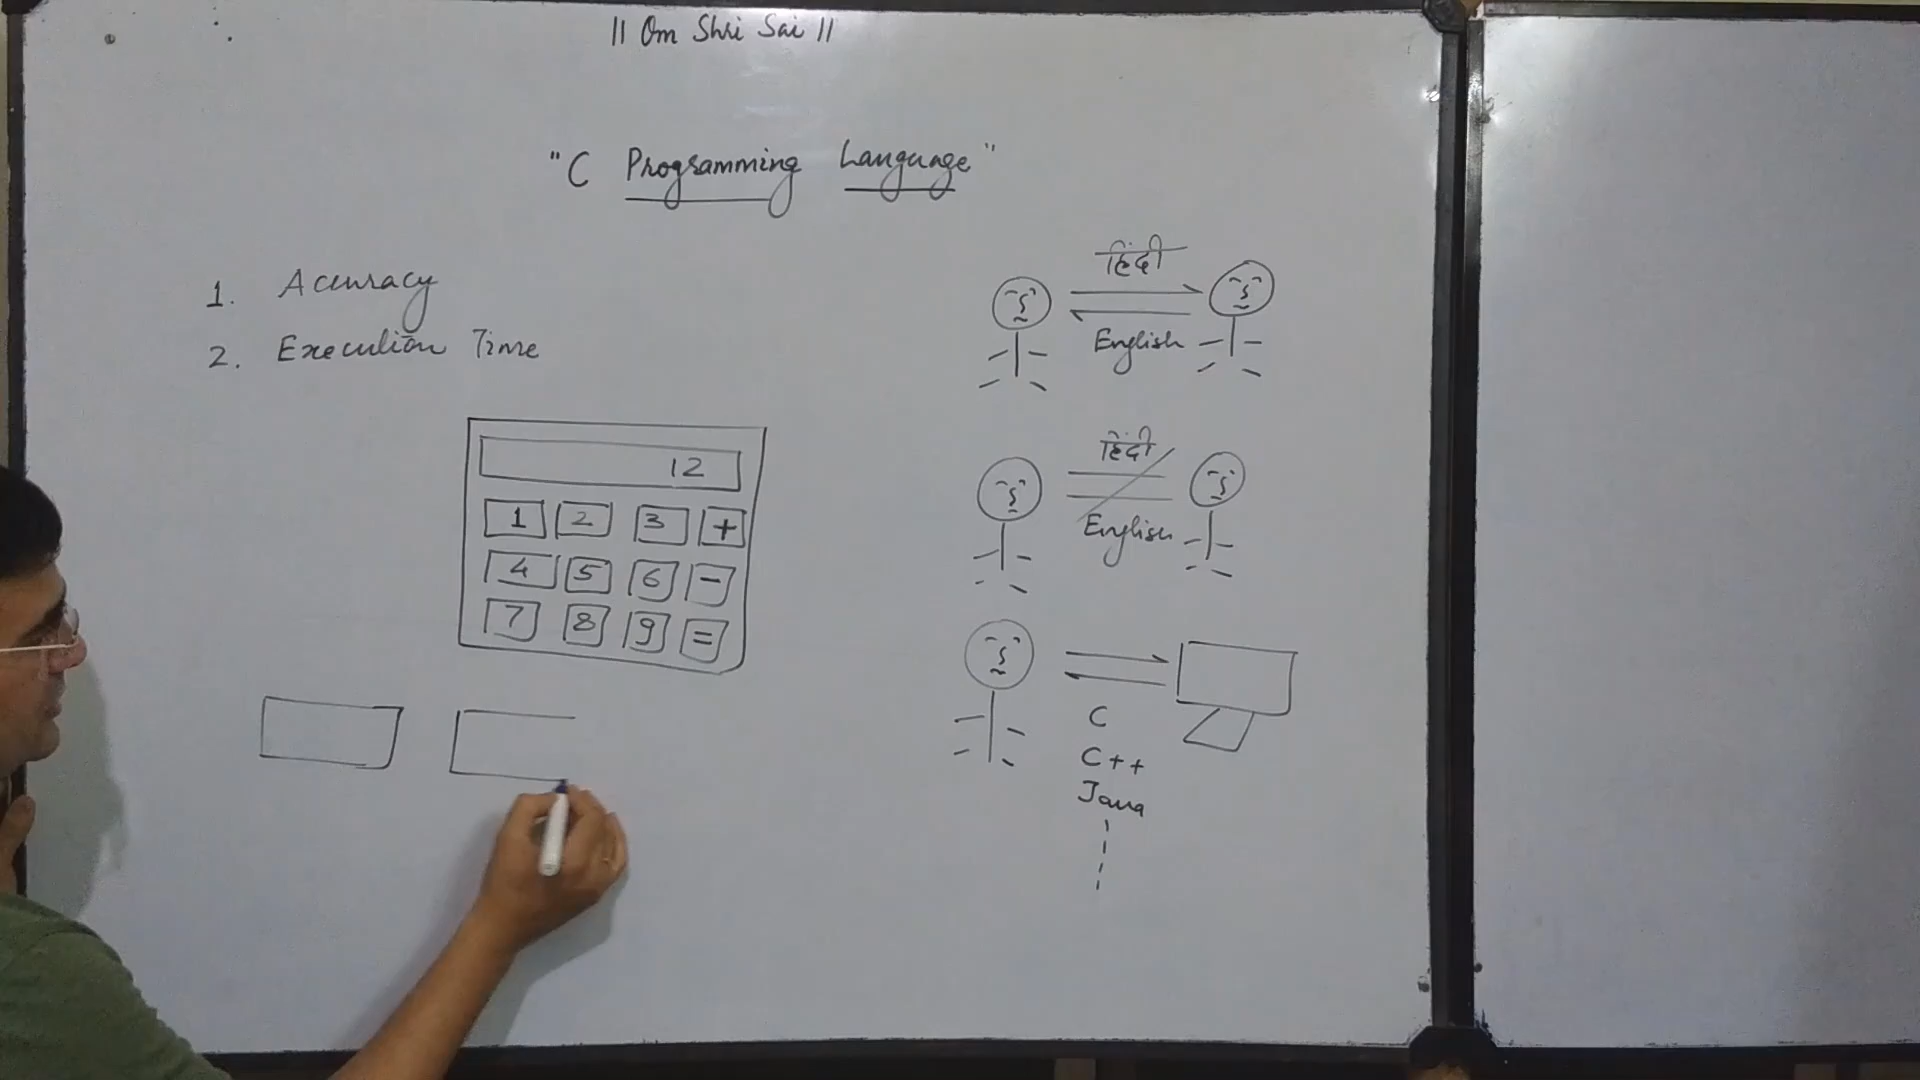 || Om Shri Sai ||
"C Programming Language"
1. Accuracy
2. Execution Time
12
1 2 3 +
4 5 6 -
7 8 9 =
हिंदी
English
हिंदी
English
C
C++
Java